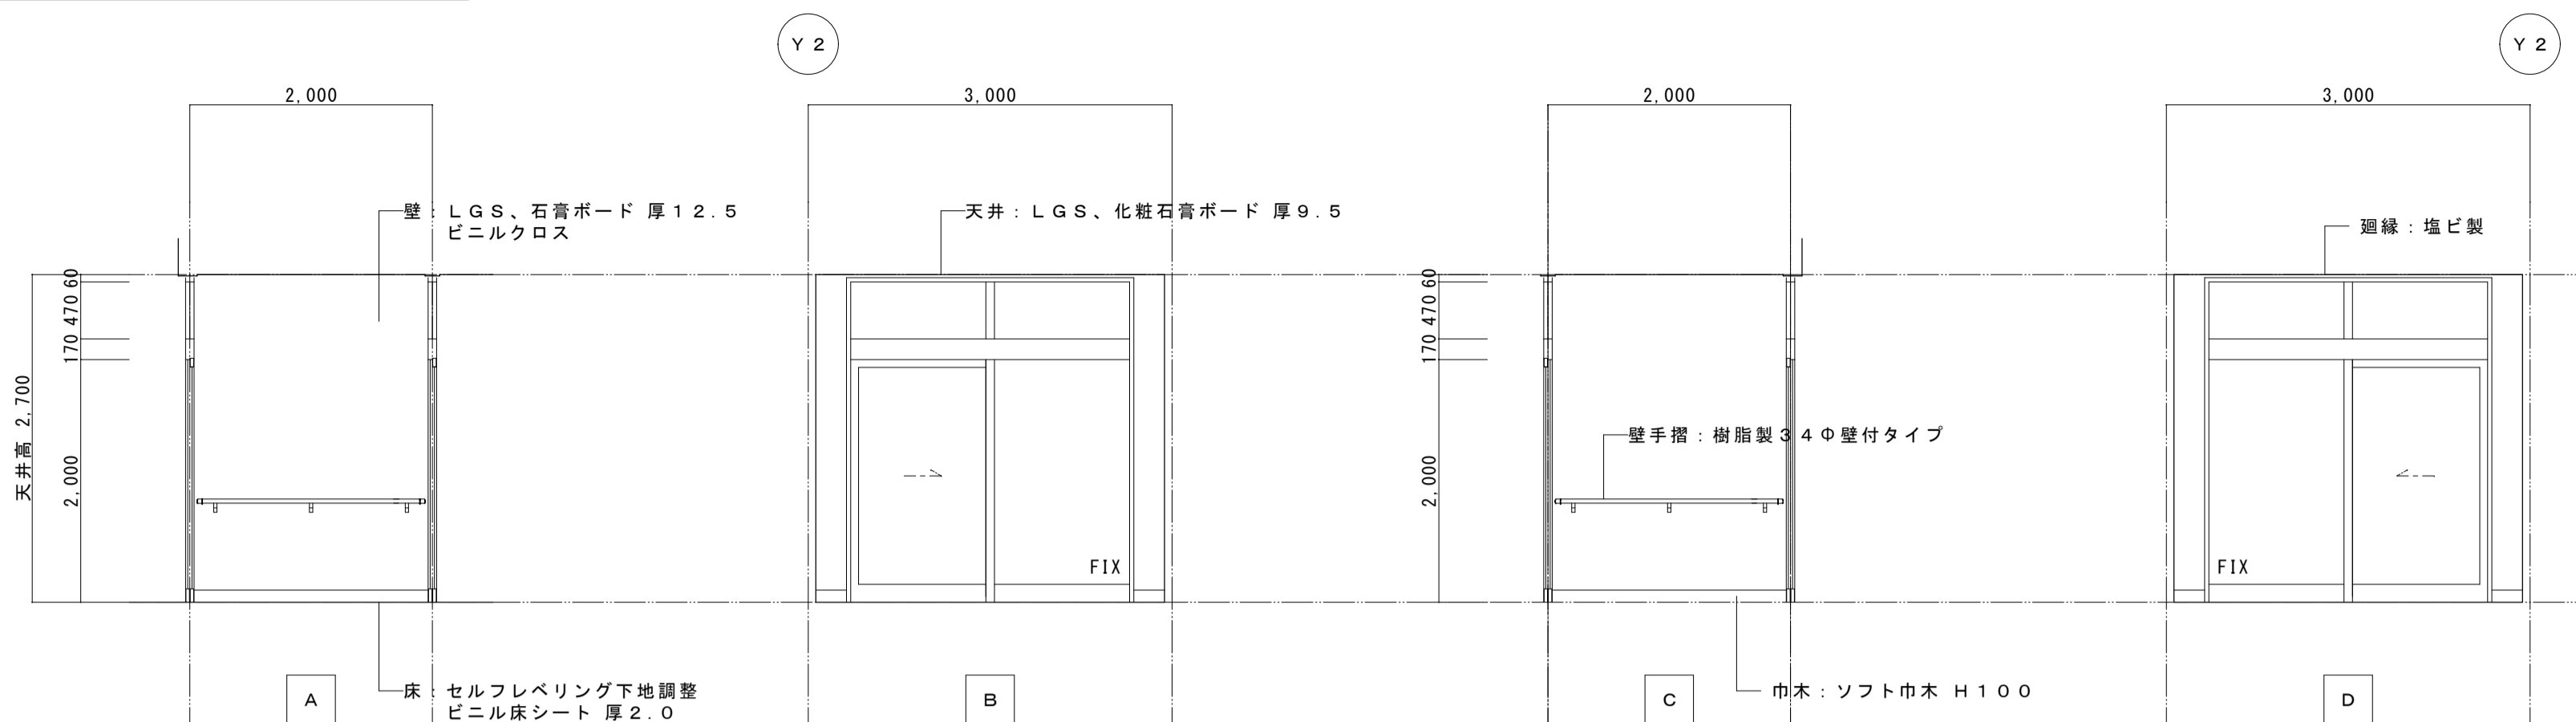 Y 2
Y 2
2,000
3,000
2,000
3,000
壁：ＬＧＳ、石膏ボード 厚１２.５
ビニルクロス
天井：ＬＧＳ、化粧石膏ボード 厚９.５
廻縁：塩ビ製
60
470
170
2,000
天井高 2,700
60
470
170
2,000
壁手摺：樹脂製３４Φ壁付タイプ
FIX
FIX
床：セルフレベリング下地調整
ビニル床シート 厚２.０
巾木：ソフト巾木 Ｈ１００
A
B
C
D